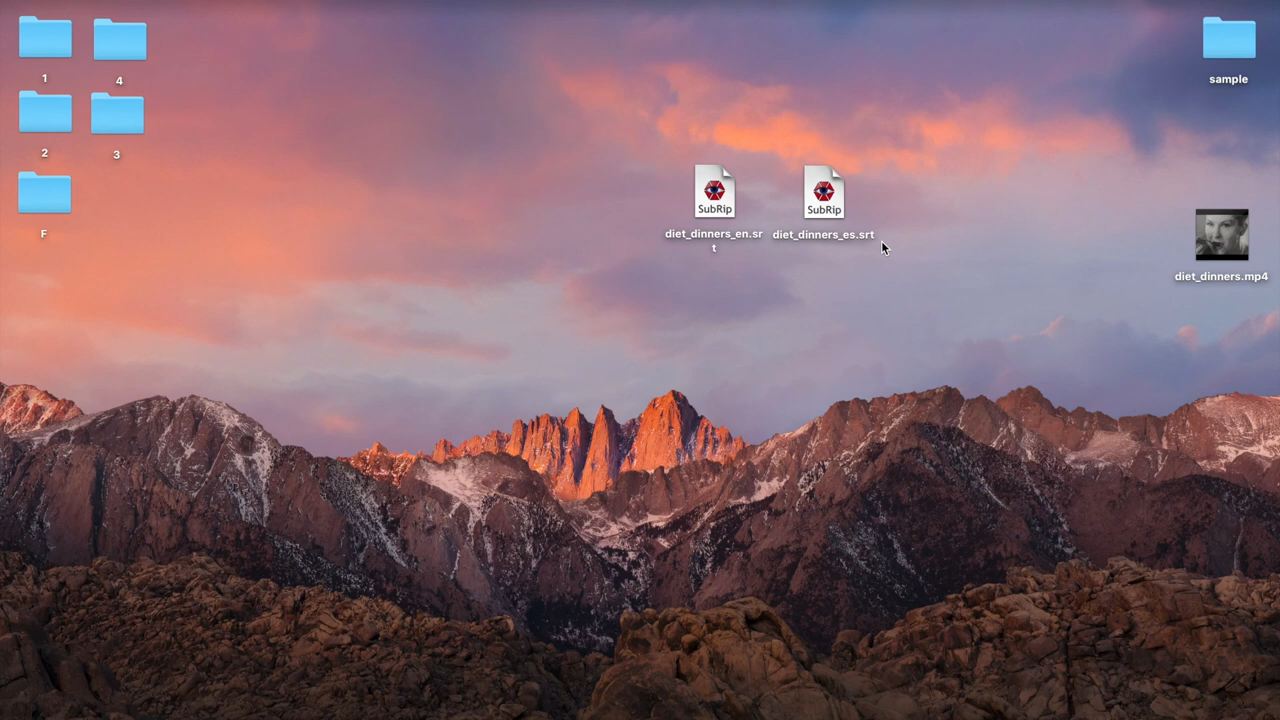 1
4
sample
2
3
SubRip
SubRip
F
diet_dinners_en.sr
t
diet_dinners_es.srt
diet_dinners.mp4